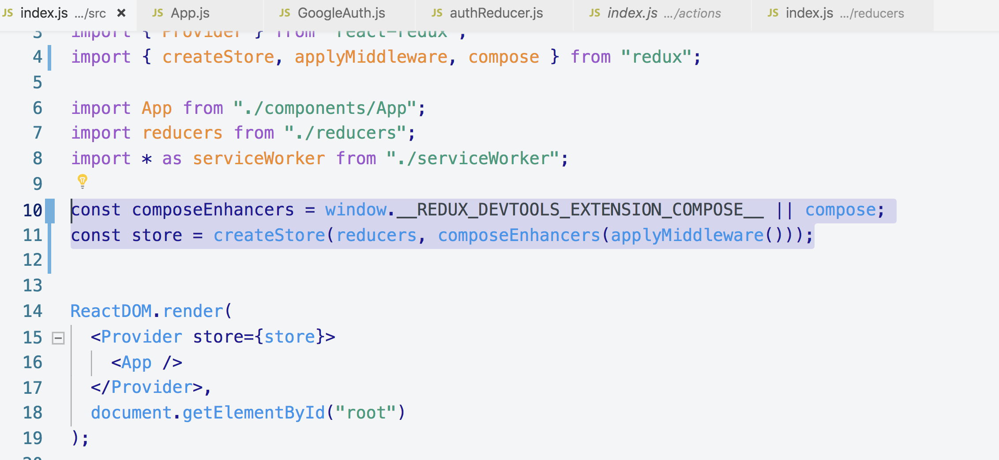 JS index.js .../src × JS App.js JS GoogleAuth.js JS authReducer.js JS index.js .../actions JS index.js .../reducers
3 import { Provider } from "react-redux";
4 import { createStore, applyMiddleware, compose } from "redux";
5
6 import App from "./components/App";
7 import reducers from "./reducers";
8 import * as serviceWorker from "./serviceWorker";
9
10 const composeEnhancers = window.__REDUX_DEVTOOLS_EXTENSION_COMPOSE__ || compose;
11 const store = createStore(reducers, composeEnhancers(applyMiddleware()));
12
13
14 ReactDOM.render(
15 <Provider store={store}>
16 <App />
17 </Provider>,
18 document.getElementById("root")
19 );
20